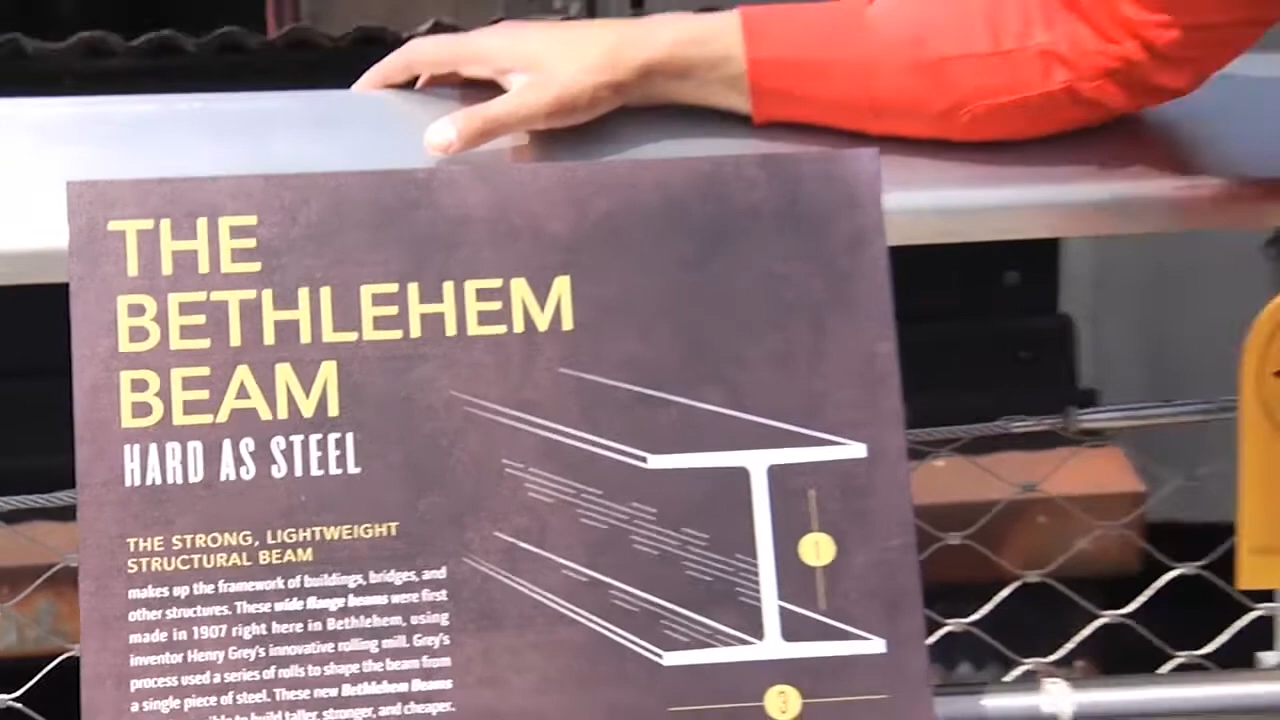 THE
BETHLEHEM
BEAM
HARD AS STEEL
THE STRONG, LIGHTWEIGHT
STRUCTURAL BEAM
makes up the framework of buildings, bridges, and
other structures. These wide flange beams were first
made in 1907 right here in Bethlehem, using
inventor Henry Grey's innovative rolling mill. Grey's
process used a series of rolls to shape the beam from
a single piece of steel. These new Bethlehem Beams
to build taller, stronger, and cheaper.
1
3